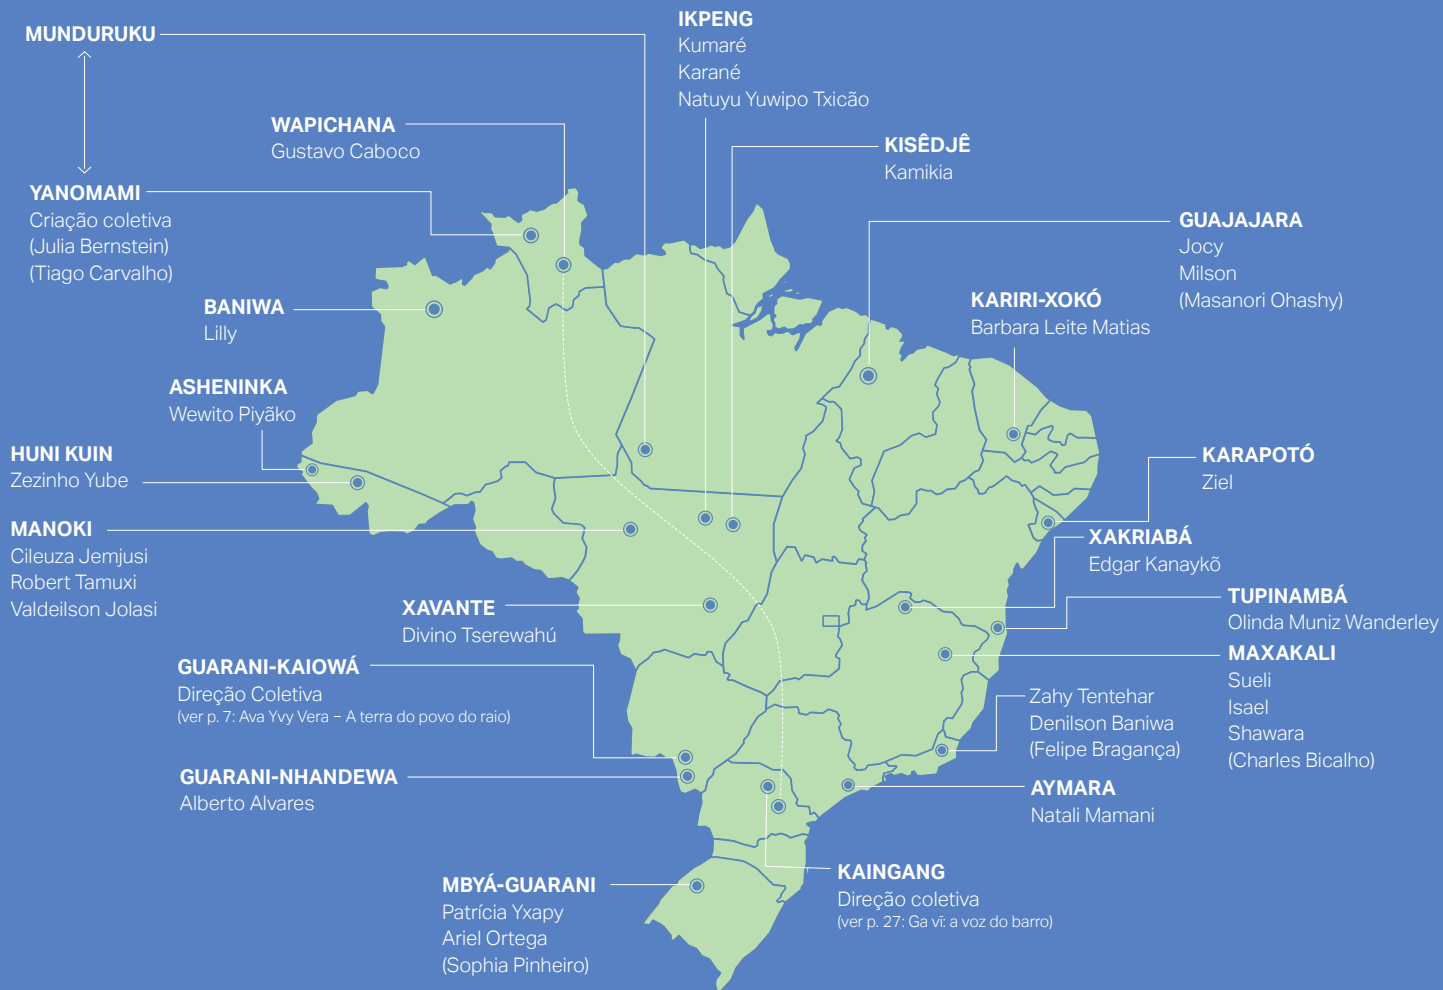 MUNDURUKU
IKPENG
Kumaré
Karané
Natuyu Yuwipo Txicão
WAPICHANA
Gustavo Caboco
KISÊDJÊ
Kamikia
YANOMAMI
Criação coletiva
(Julia Bernstein)
(Tiago Carvalho)
GUAJAJARA
Jocy
Milson
(Masanori Ohashy)
BANIWA
Lilly
KARIRI-XOKÓ
Barbara Leite Matias
ASHENINKA
Wewito Piyãko
HUNI KUIN
Zezinho Yube
KARAPOTÓ
Ziel
MANOKI
Cileuza Jemjusi
Robert Tamuxi
Valdeilson Jolasi
XAKRIABÁ
Edgar Kanaykõ
XAVANTE
Divino Tserewahú
TUPINAMBÁ
Olinda Muniz Wanderley
MAXAKALI
Sueli
Isael
Shawara
(Charles Bicalho)
GUARANI-KAIOWÁ
Direção Coletiva
(ver p. 7: Ava Yvy Vera – A terra do povo do raio)
Zahy Tentehar
Denilson Baniwa
(Felipe Bragança)
GUARANI-NHANDEWA
Alberto Alvares
AYMARA
Natali Mamani
MBYÁ-GUARANI
Patrícia Yxapy
Ariel Ortega
(Sophia Pinheiro)
KAINGANG
Direção coletiva
(ver p. 27: Ga vī: a voz do barro)